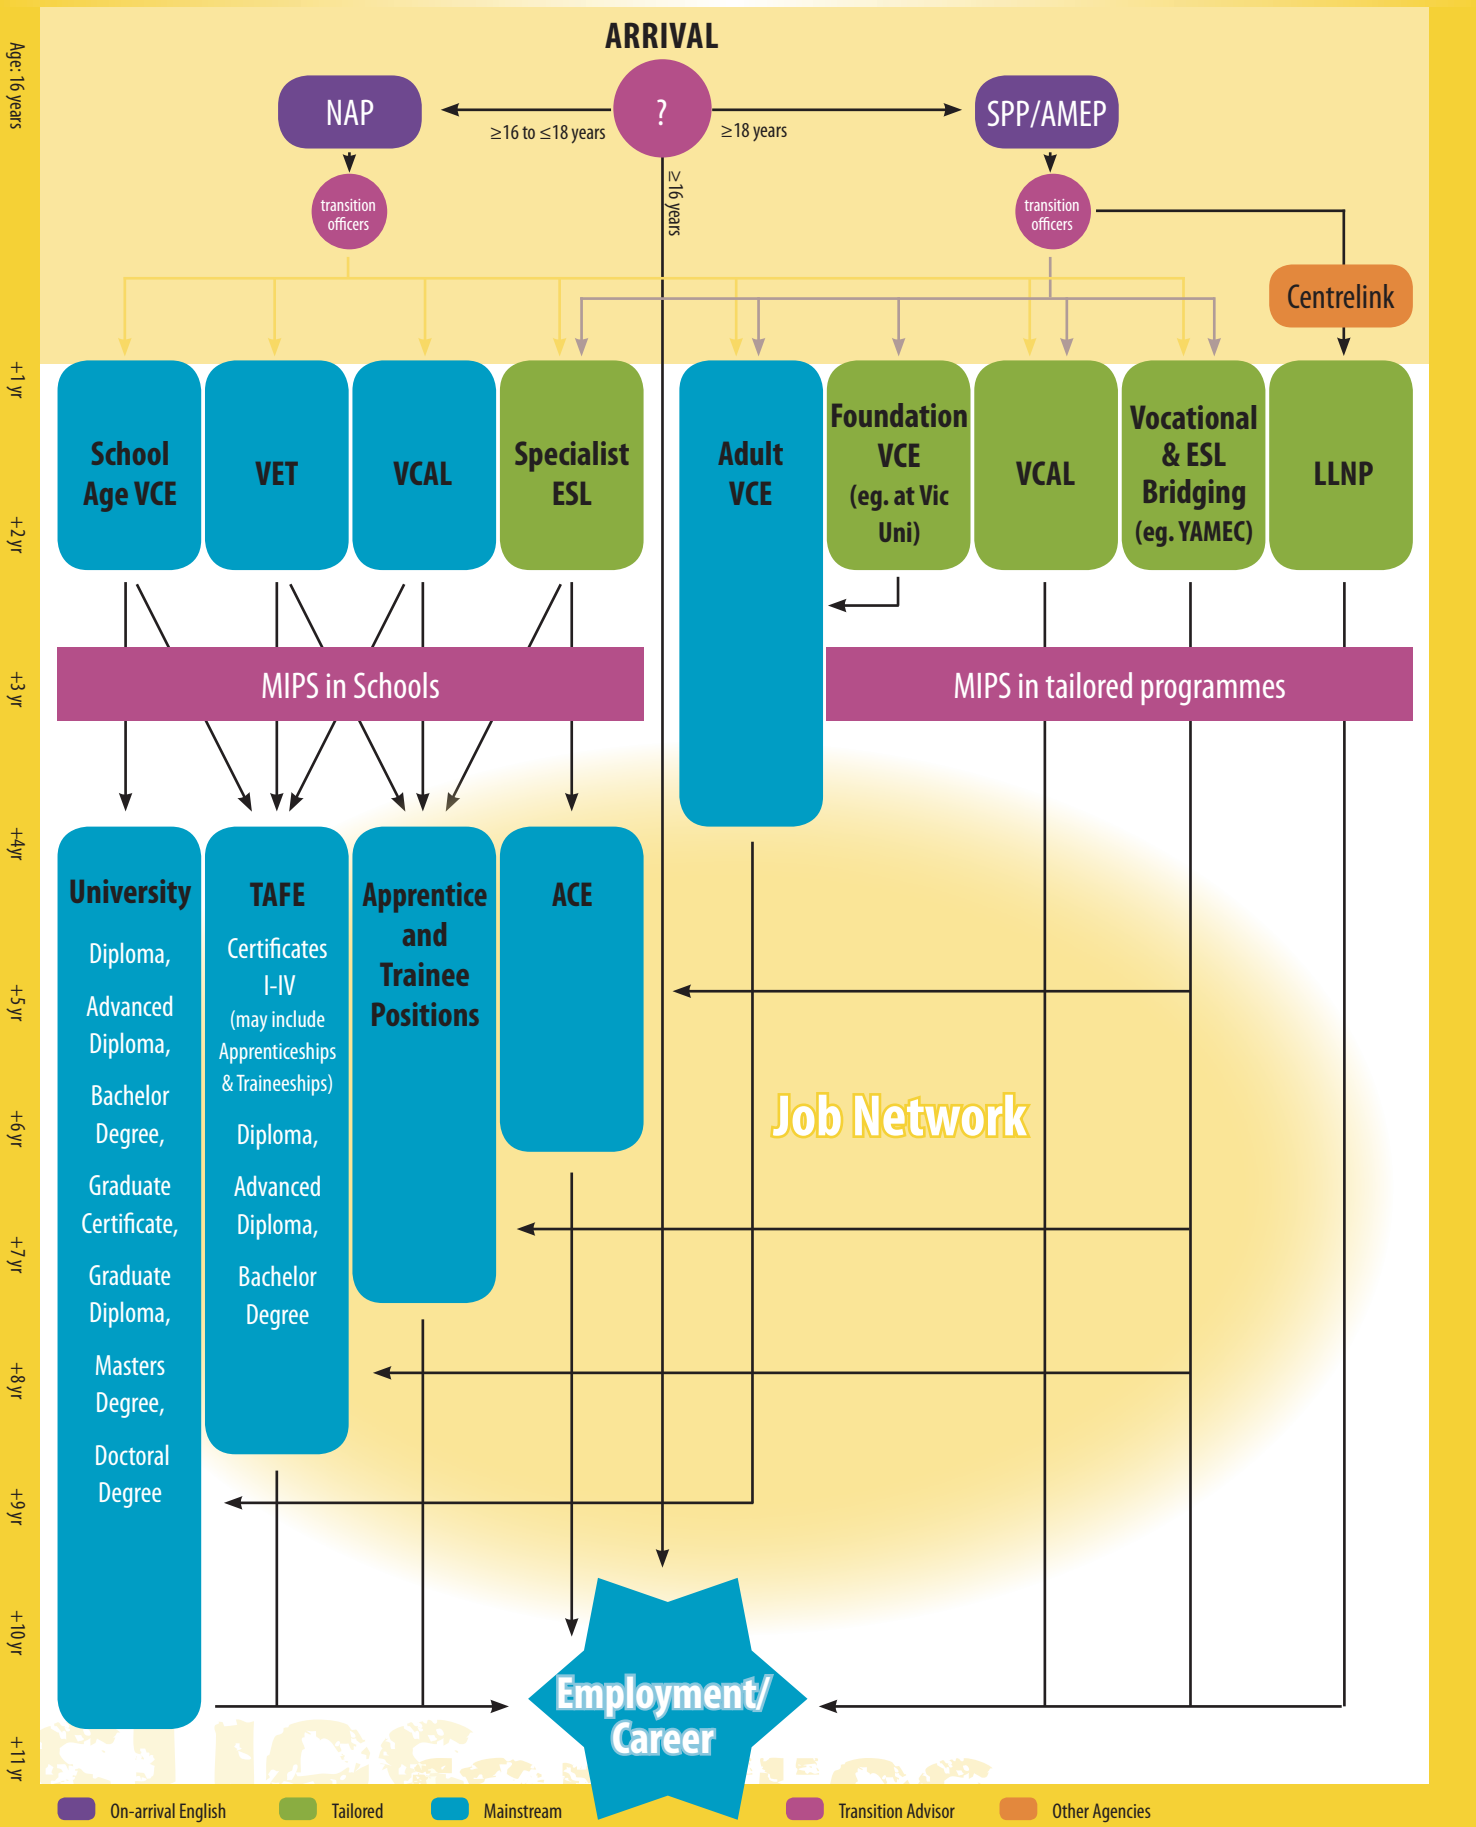 ARRIVAL
Age: 16 years
NAP
?
SPP/AMEP
≥16 to ≤18 years
≥18 years
≥16 years
transition
officers
transition
officers
Centrelink
+1 yr
School
Age VCE
VET
VCAL
Specialist
ESL
Adult
VCE
Foundation
VCE
(eg. at Vic
Uni)
VCAL
Vocational
& ESL
Bridging
(eg. YAMEC)
LLNP
+2yr
+3 yr
MIPS in Schools
MIPS in tailored programmes
+4yr
University
Diploma,
Advanced
Diploma,
Bachelor
Degree,
Graduate
Certificate,
Graduate
Diploma,
Masters
Degree,
Doctoral
Degree
TAFE
Certificates
I-IV
(may include
Apprenticeships
& Traineeships)
Diploma,
Advanced
Diploma,
Bachelor
Degree
Apprentice
and
Trainee
Positions
ACE
+5yr
+6yr
Job Network
+7yr
+8yr
+9yr
+10yr
Employment/
Career
+11 yr
On-arrival English
Tailored
Mainstream
Transition Advisor
Other Agencies